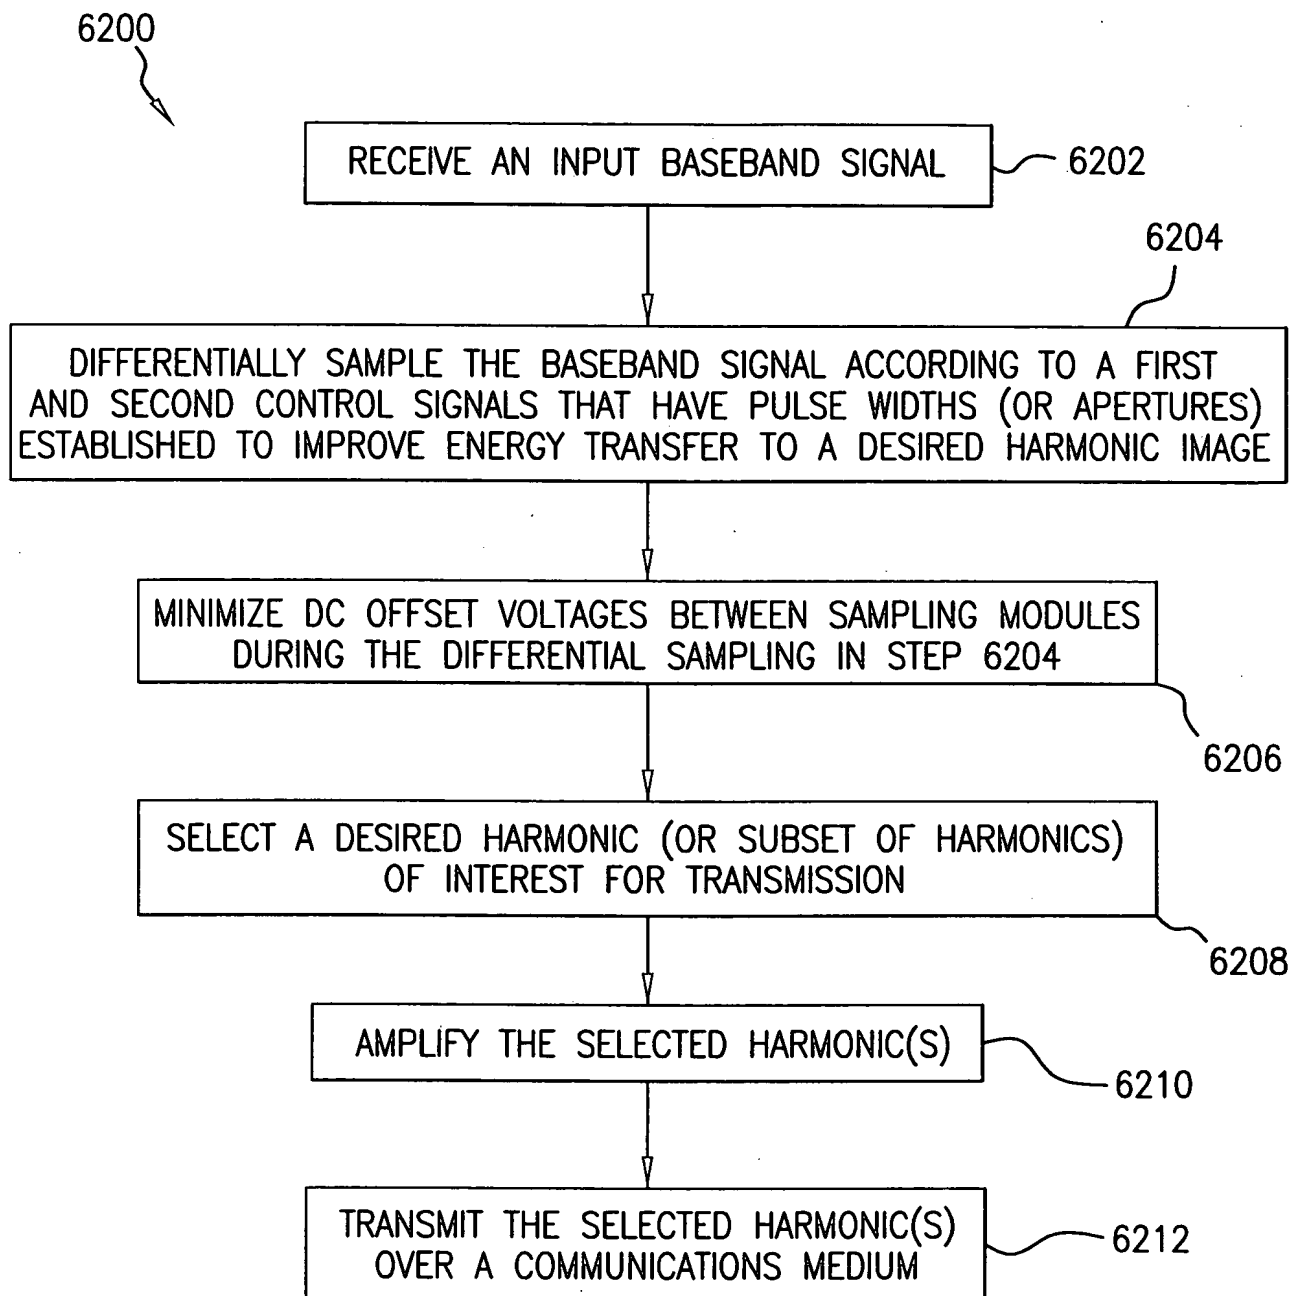 6200
RECEIVE AN INPUT BASEBAND SIGNAL
6202
6204
DIFFERENTIALLY SAMPLE THE BASEBAND SIGNAL ACCORDING TO A FIRST
AND SECOND CONTROL SIGNALS THAT HAVE PULSE WIDTHS (OR APERTURES)
ESTABLISHED TO IMPROVE ENERGY TRANSFER TO A DESIRED HARMONIC IMAGE
MINIMIZE DC OFFSET VOLTAGES BETWEEN SAMPLING MODULES
DURING THE DIFFERENTIAL SAMPLING IN STEP 6204
6206
SELECT A DESIRED HARMONIC (OR SUBSET OF HARMONICS)
OF INTEREST FOR TRANSMISSION
6208
AMPLIFY THE SELECTED HARMONIC(S)
6210
TRANSMIT THE SELECTED HARMONIC(S)
OVER A COMMUNICATIONS MEDIUM
6212